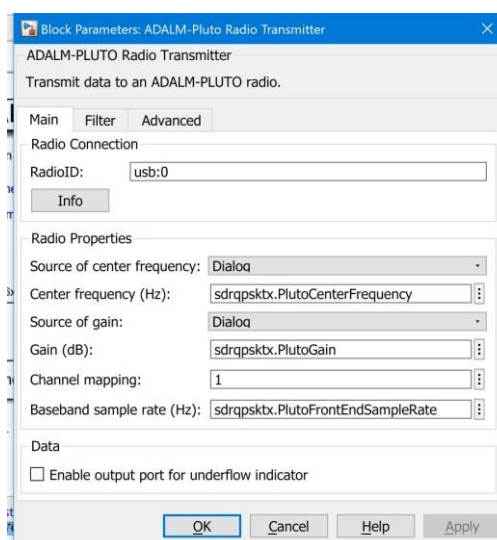 Block Parameters: ADALM-Pluto Radio Transmitter
ADALM-PLUTO Radio Transmitter
Transmit data to an ADALM-PLUTO radio.
Main Filter Advanced
Radio Connection
RadioID: usb:0
Info
Radio Properties
Source of center frequency: Dialog
Center frequency (Hz): sdrqpsktx.PlutoCenterFrequency
Source of gain: Dialog
Gain (dB): sdrqpsktx.PlutoGain
Channel mapping: 1
Baseband sample rate (Hz): sdrqpsktx.PlutoFrontEndSampleRate
Data
Enable output port for underflow indicator
OK Cancel Help Apply